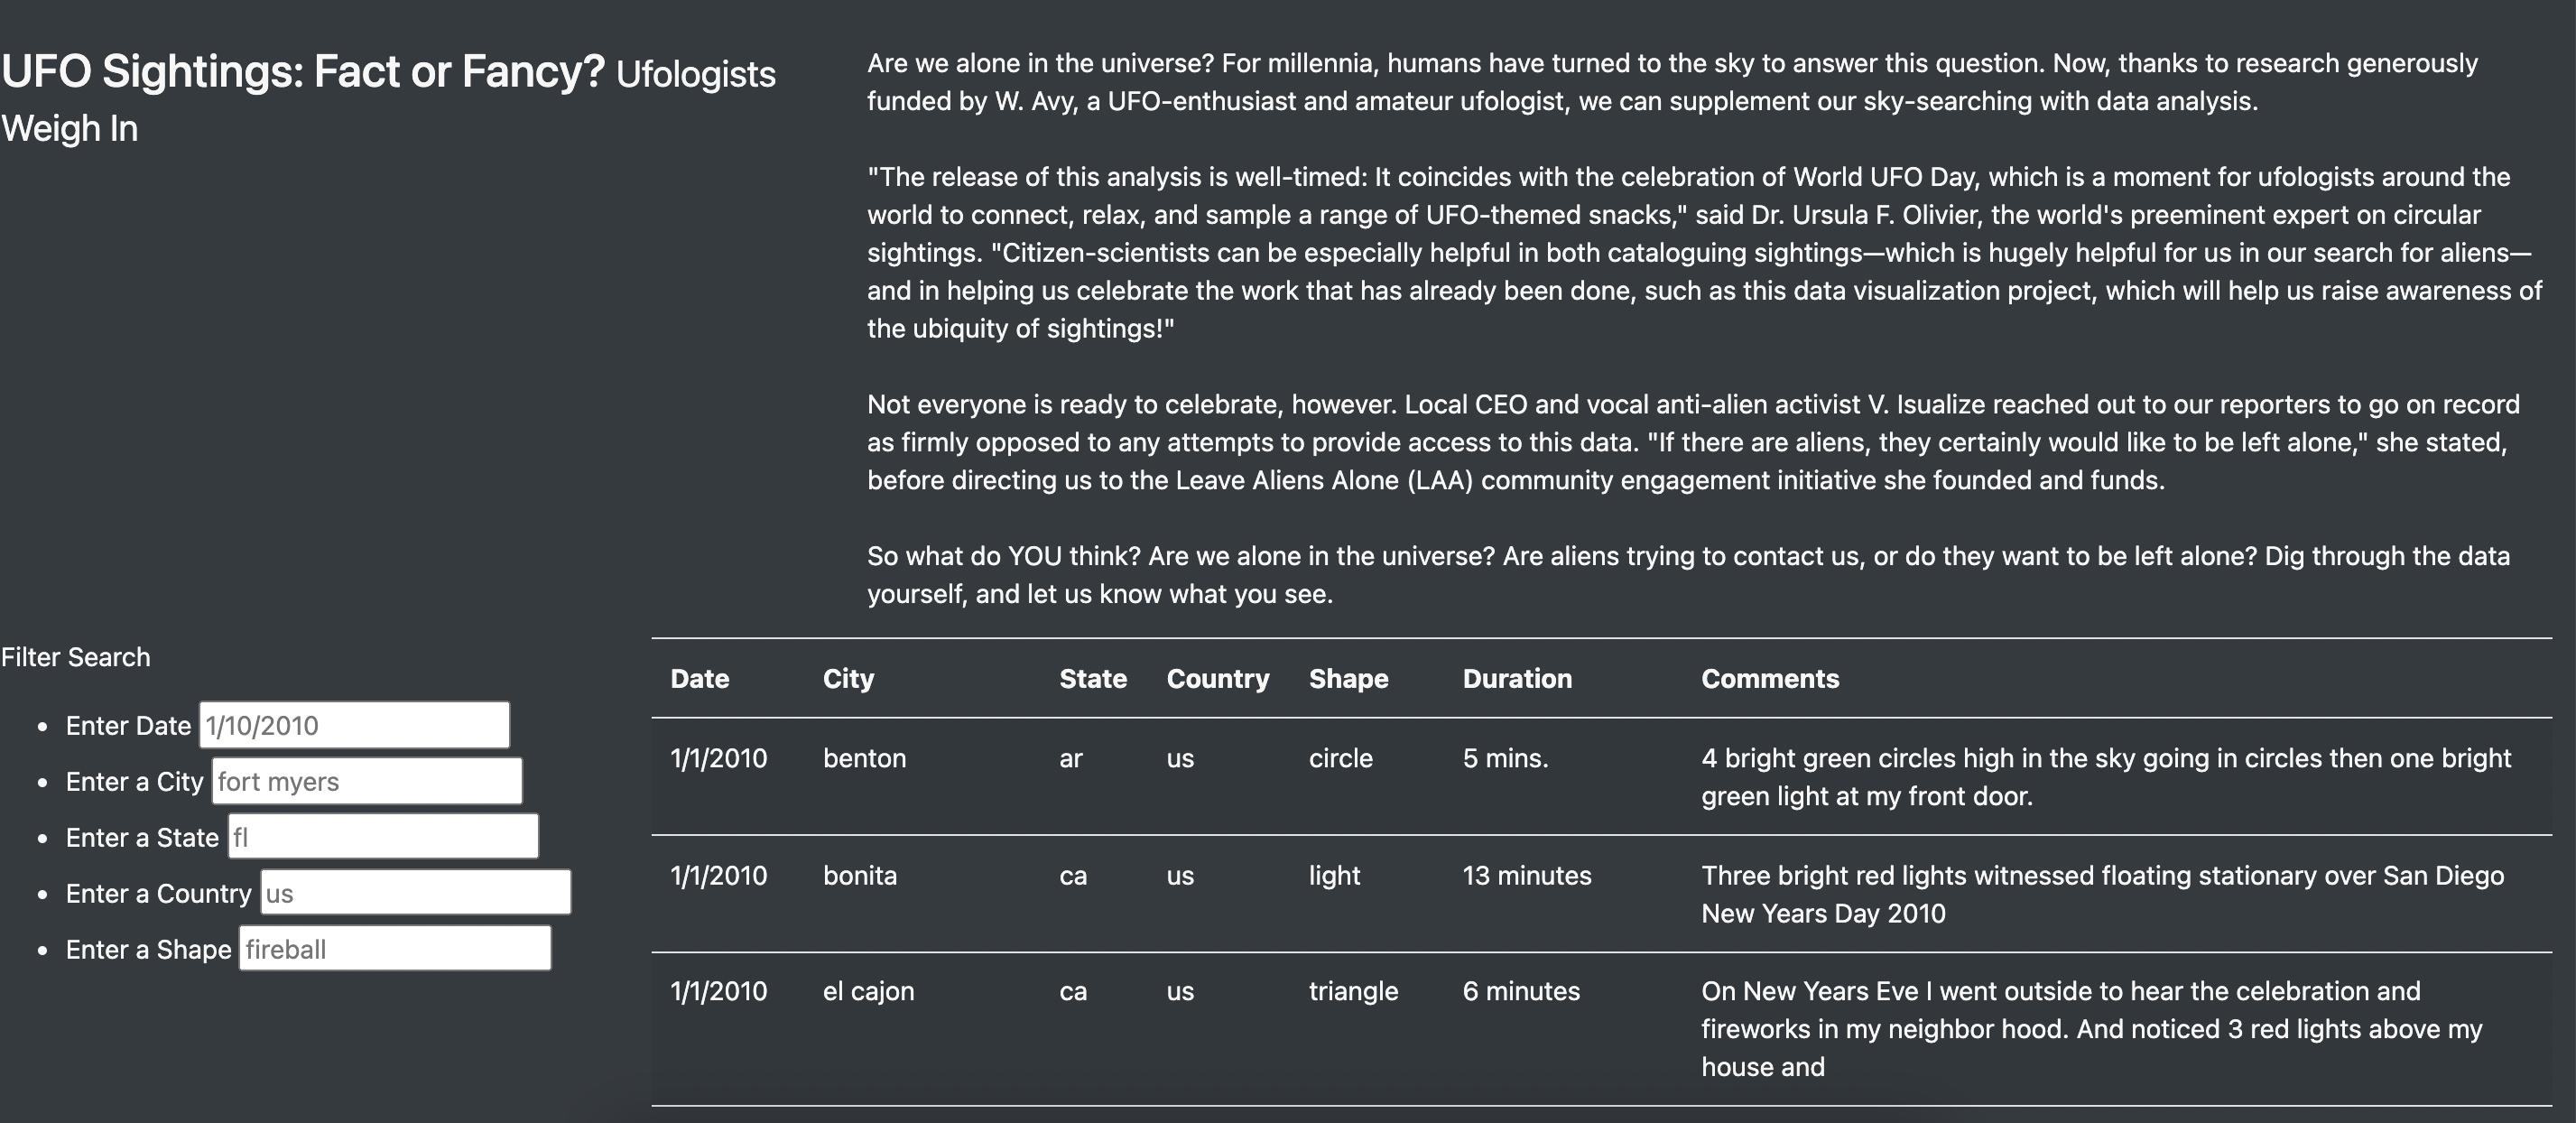 UFO Sightings: Fact or Fancy? Ufologists
Weigh In
Are we alone in the universe? For millennia, humans have turned to the sky to answer this question. Now, thanks to research generously
funded by W. Avy, a UFO-enthusiast and amateur ufologist, we can supplement our sky-searching with data analysis.
"The release of this analysis is well-timed: It coincides with the celebration of World UFO Day, which is a moment for ufologists around the
world to connect, relax, and sample a range of UFO-themed snacks," said Dr. Ursula F. Olivier, the world's preeminent expert on circular
sightings. "Citizen-scientists can be especially helpful in both cataloguing sightings—which is hugely helpful for us in our search for aliens—
and in helping us celebrate the work that has already been done, such as this data visualization project, which will help us raise awareness of
the ubiquity of sightings!"
Not everyone is ready to celebrate, however. Local CEO and vocal anti-alien activist V. Isualize reached out to our reporters to go on record
as firmly opposed to any attempts to provide access to this data. "If there are aliens, they certainly would like to be left alone," she stated,
before directing us to the Leave Aliens Alone (LAA) community engagement initiative she founded and funds.
So what do YOU think? Are we alone in the universe? Are aliens trying to contact us, or do they want to be left alone? Dig through the data
yourself, and let us know what you see.
Filter Search
Enter Date 1/10/2010
Enter a City fort myers
Enter a State fl
Enter a Country us
Enter a Shape fireball
Date City State Country Shape Duration Comments
1/1/2010 benton ar us circle 5 mins. 4 bright green circles high in the sky going in circles then one bright
green light at my front door.
1/1/2010 bonita ca us light 13 minutes Three bright red lights witnessed floating stationary over San Diego
New Years Day 2010
1/1/2010 el cajon ca us triangle 6 minutes On New Years Eve I went outside to hear the celebration and
fireworks in my neighbor hood. And noticed 3 red lights above my
house and